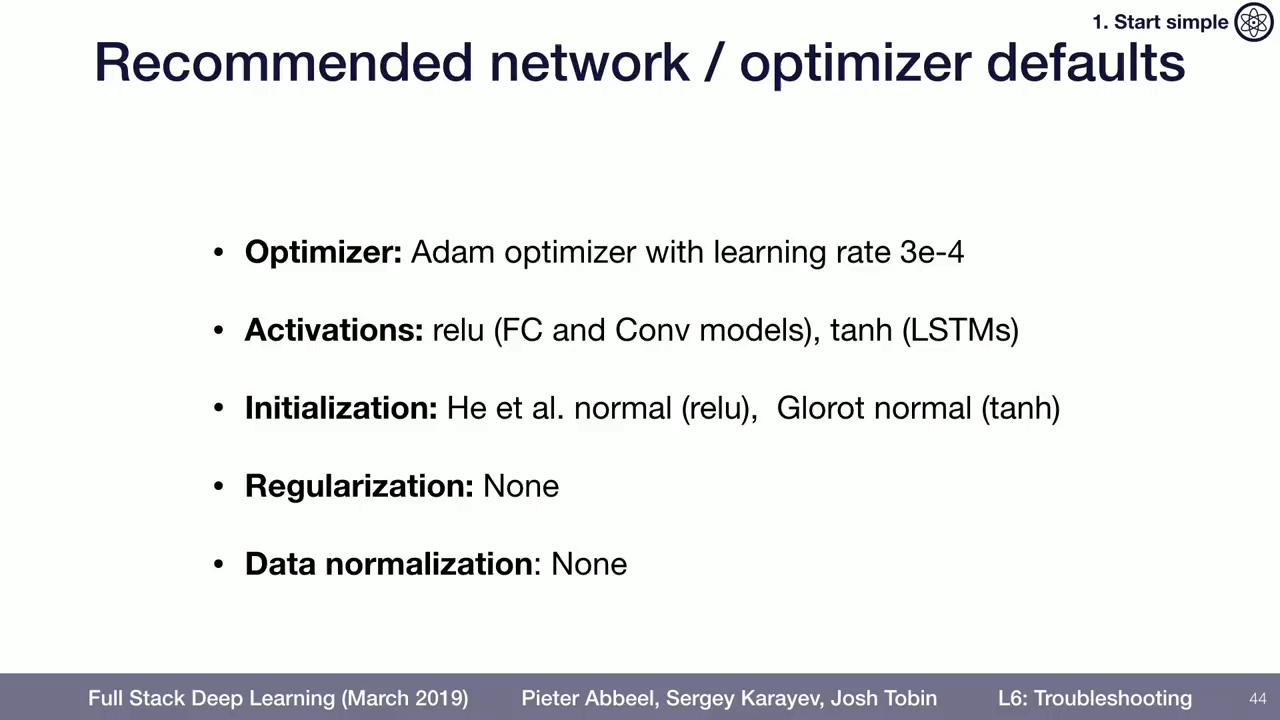 1. Start simple
Recommended network / optimizer defaults
• Optimizer: Adam optimizer with learning rate 3e-4
• Activations: relu (FC and Conv models), tanh (LSTMs)
• Initialization: He et al. normal (relu),  Glorot normal (tanh)
• Regularization: None
• Data normalization: None
Full Stack Deep Learning (March 2019) Pieter Abbeel, Sergey Karayev, Josh Tobin L6: Troubleshooting 44